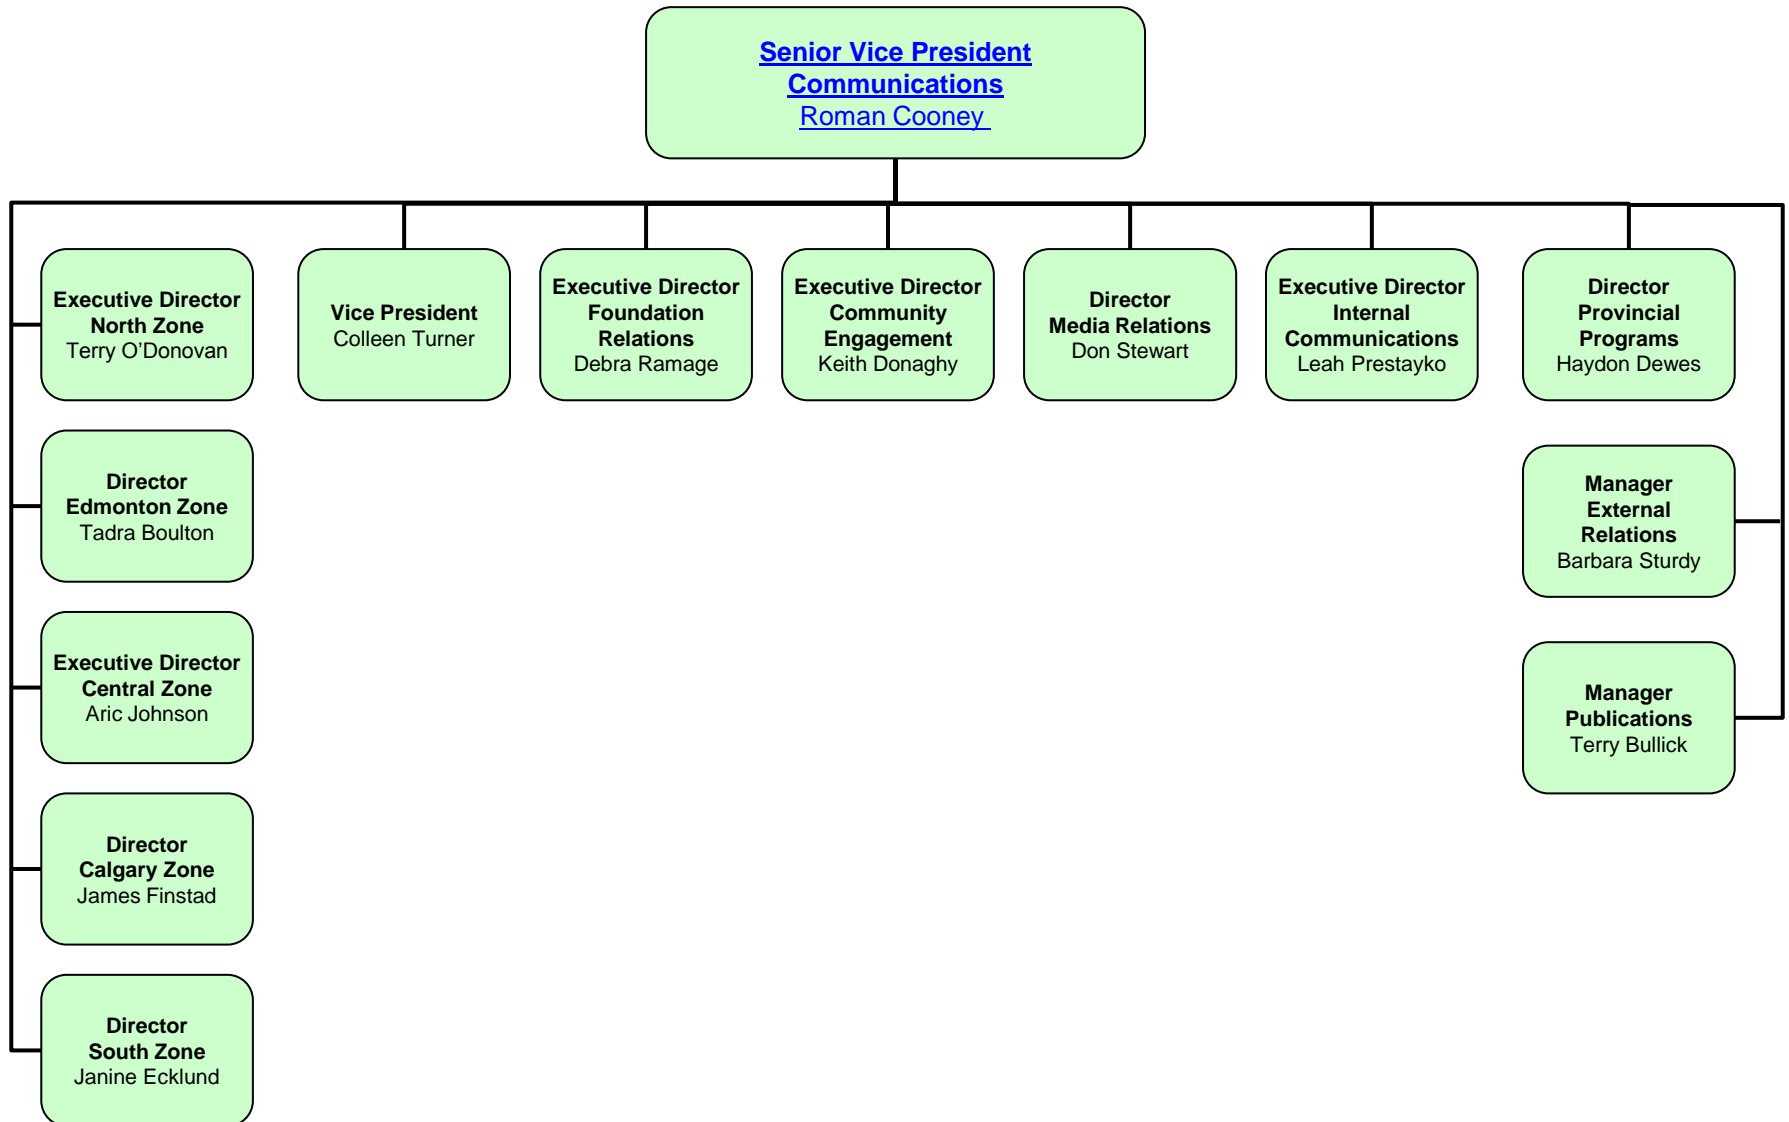 Senior Vice President
Communications
Roman Cooney
Executive Director
North Zone
Terry O’Donovan
Vice President
Colleen Turner
Executive Director
Foundation
Relations
Debra Ramage
Executive Director
Community
Engagement
Keith Donaghy
Director
Media Relations
Don Stewart
Executive Director
Internal
Communications
Leah Prestayko
Director
Provincial
Programs
Haydon Dewes
Director
Edmonton Zone
Tadra Boulton
Manager
External
Relations
Barbara Sturdy
Executive Director
Central Zone
Aric Johnson
Manager
Publications
Terry Bullick
Director
Calgary Zone
James Finstad
Director
South Zone
Janine Ecklund